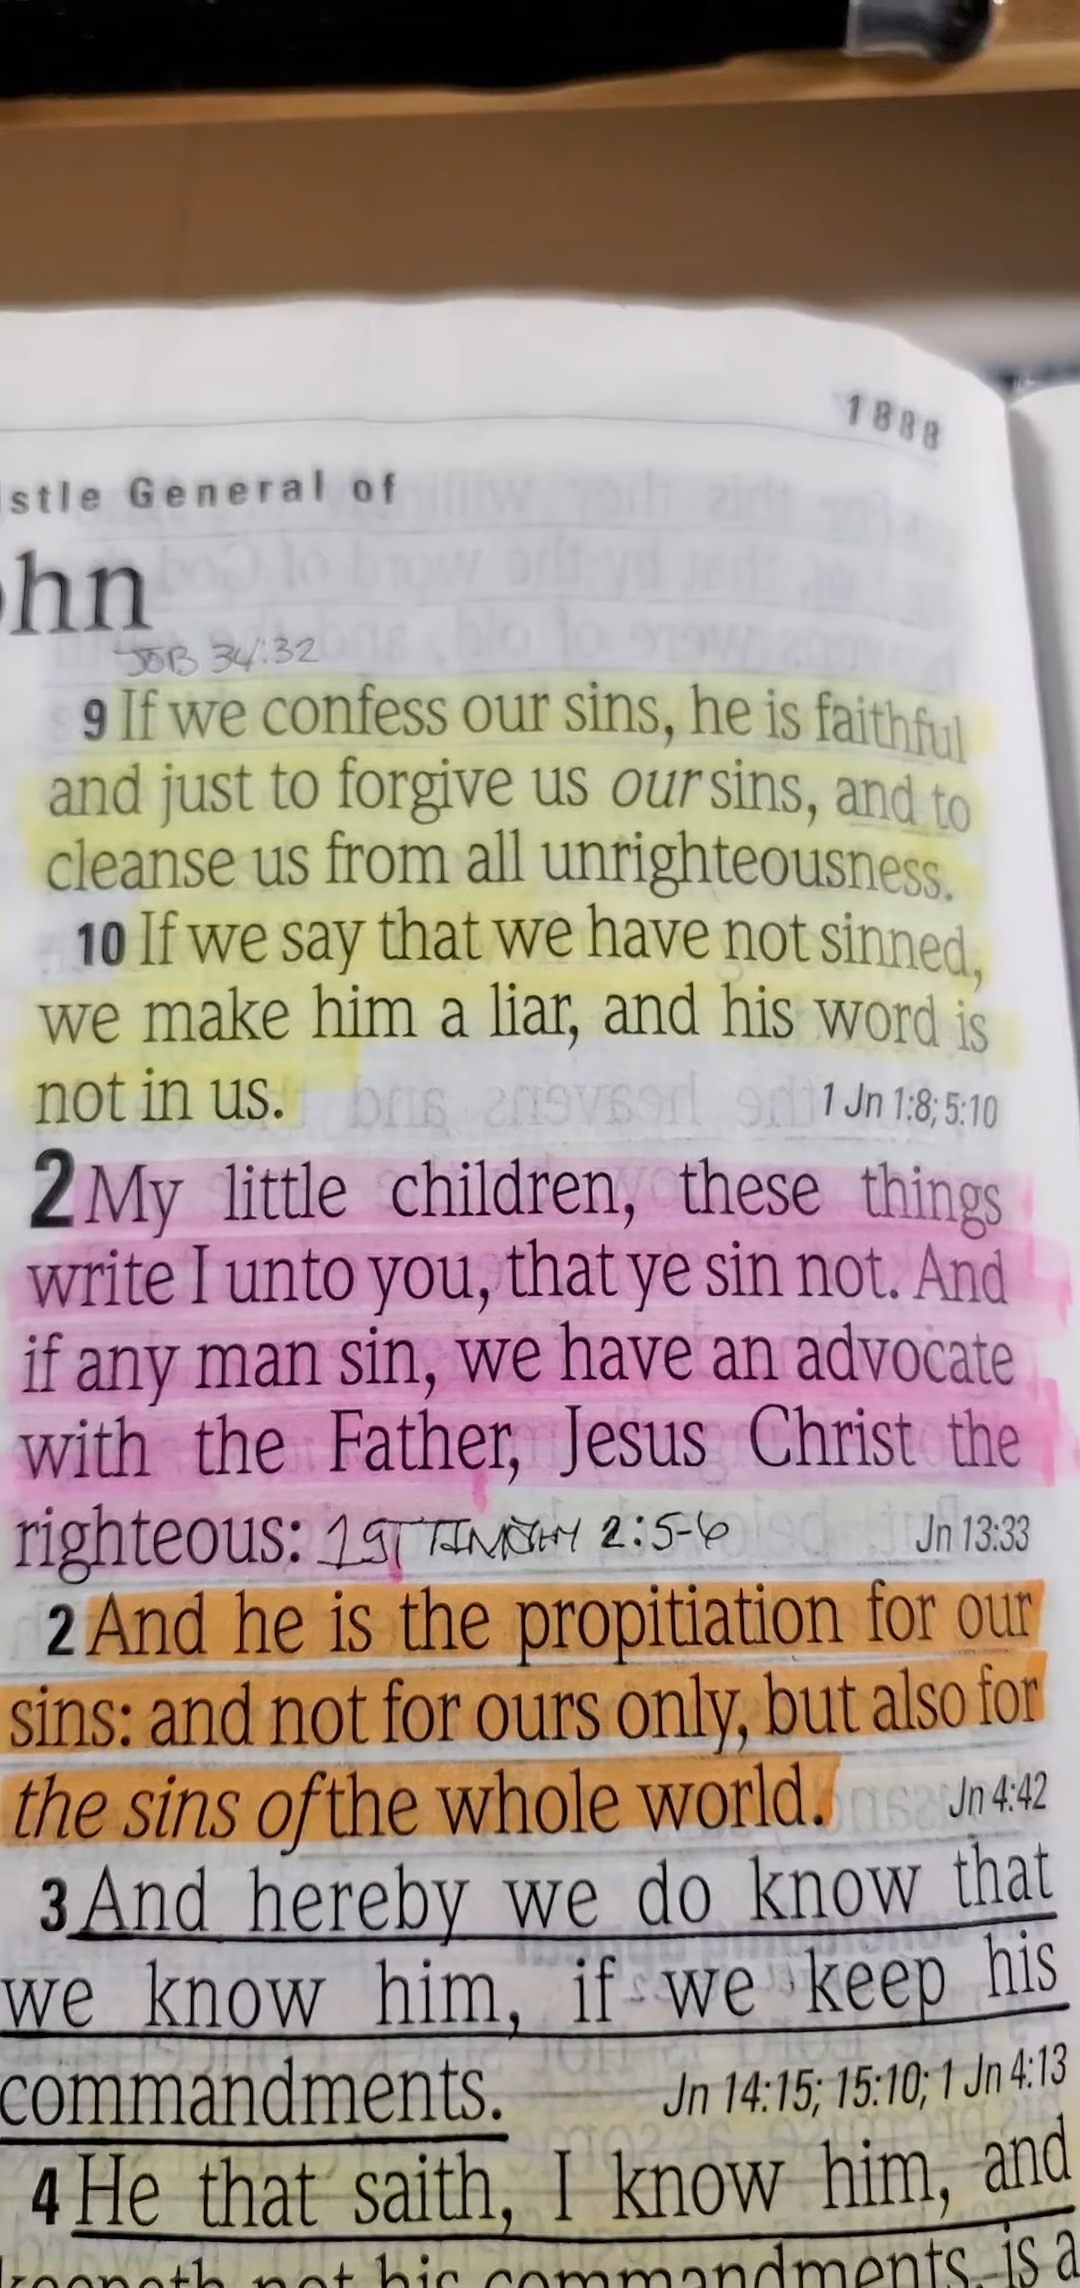 1888
stle General of
hn
JOB 34:32
9 If we confess our sins, he is faithful
and just to forgive us our sins, and to
cleanse us from all unrighteousness.
10 If we say that we have not sinned,
we make him a liar, and his word is
not in us. 1 Jn 1:8; 5:10
2 My little children, these things
write I unto you, that ye sin not. And
if any man sin, we have an advocate
with the Father, Jesus Christ the
righteous: 1ST TIMOTHY 2:5-6 Jn 13:33
2 And he is the propitiation for our
sins: and not for ours only, but also for
the sins of the whole world. Jn 4:42
3 And hereby we do know that
we know him, if we keep his
commandments. Jn 14:15; 15:10; 1 Jn 4:13
4 He that saith, I know him, and
keepeth not his commandments, is a